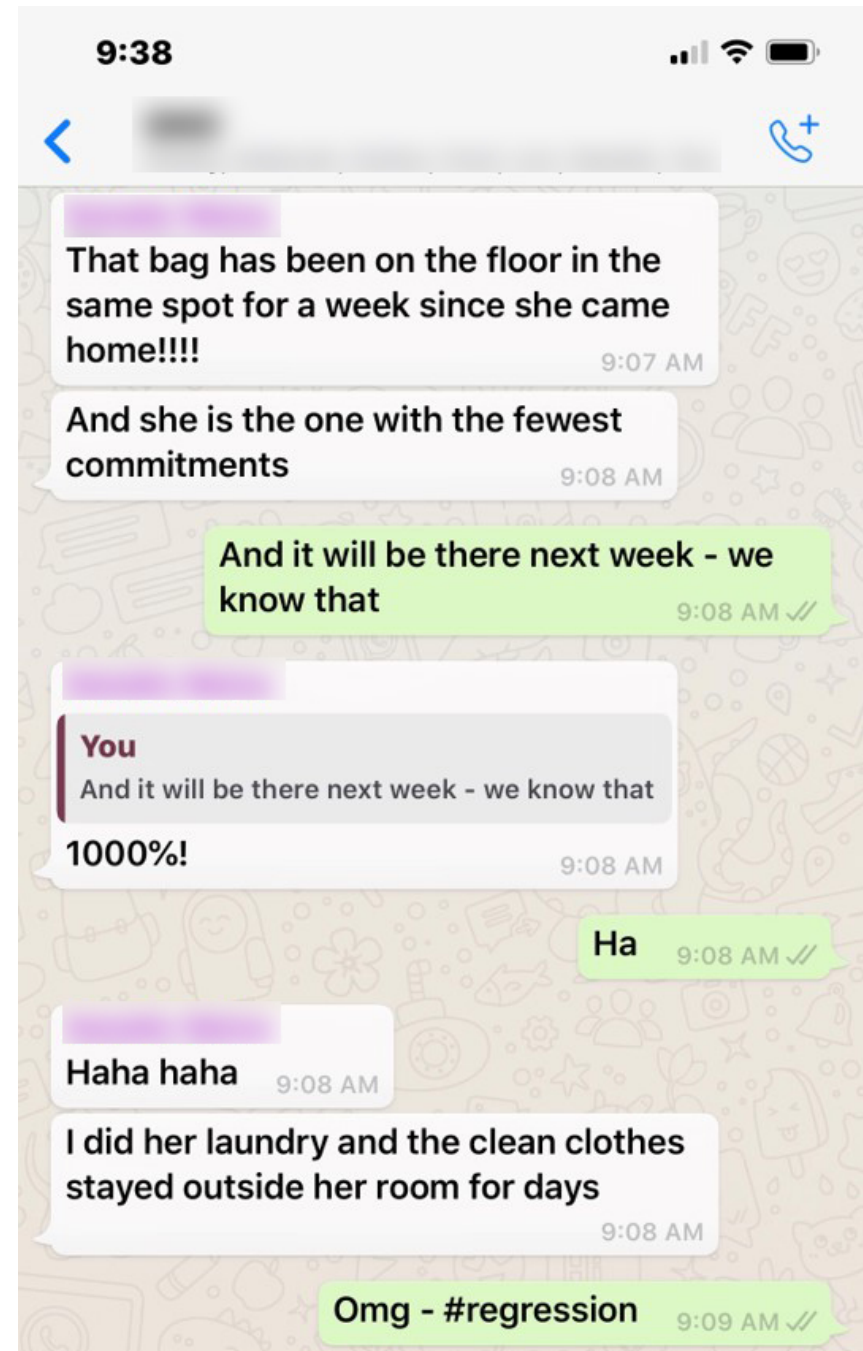 9:38
That bag has been on the floor in the
same spot for a week since she came
home!!!!
9:07 AM
And she is the one with the fewest
commitments
9:08 AM
And it will be there next week - we
know that
9:08 AM
You
And it will be there next week - we know that
1000%!
9:08 AM
Ha
9:08 AM
Haha haha
9:08 AM
I did her laundry and the clean clothes
stayed outside her room for days
9:08 AM
Omg - #regression
9:09 AM